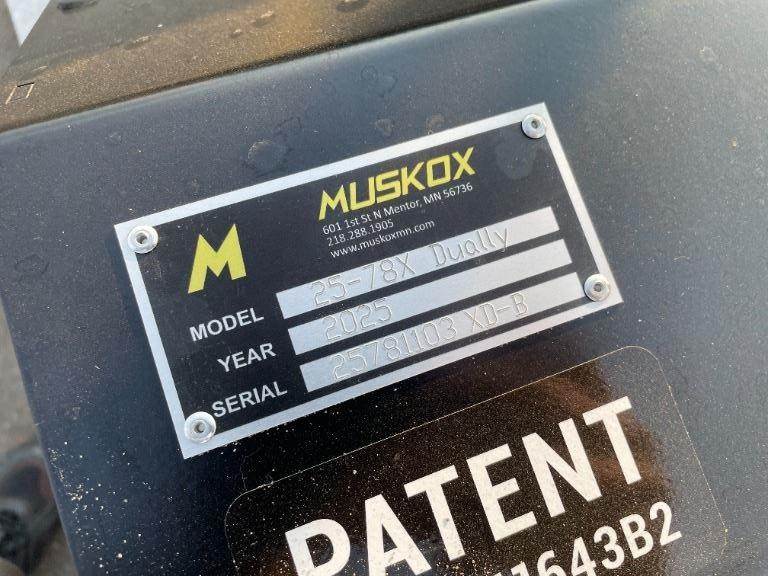 M
MUSKOX
601 1st St N Mentor, MN 56736
218.288.1905
www.muskoxmn.com
MODEL 25-78X Dually
YEAR 2025
SERIAL 25781103 XD-B
PATENT